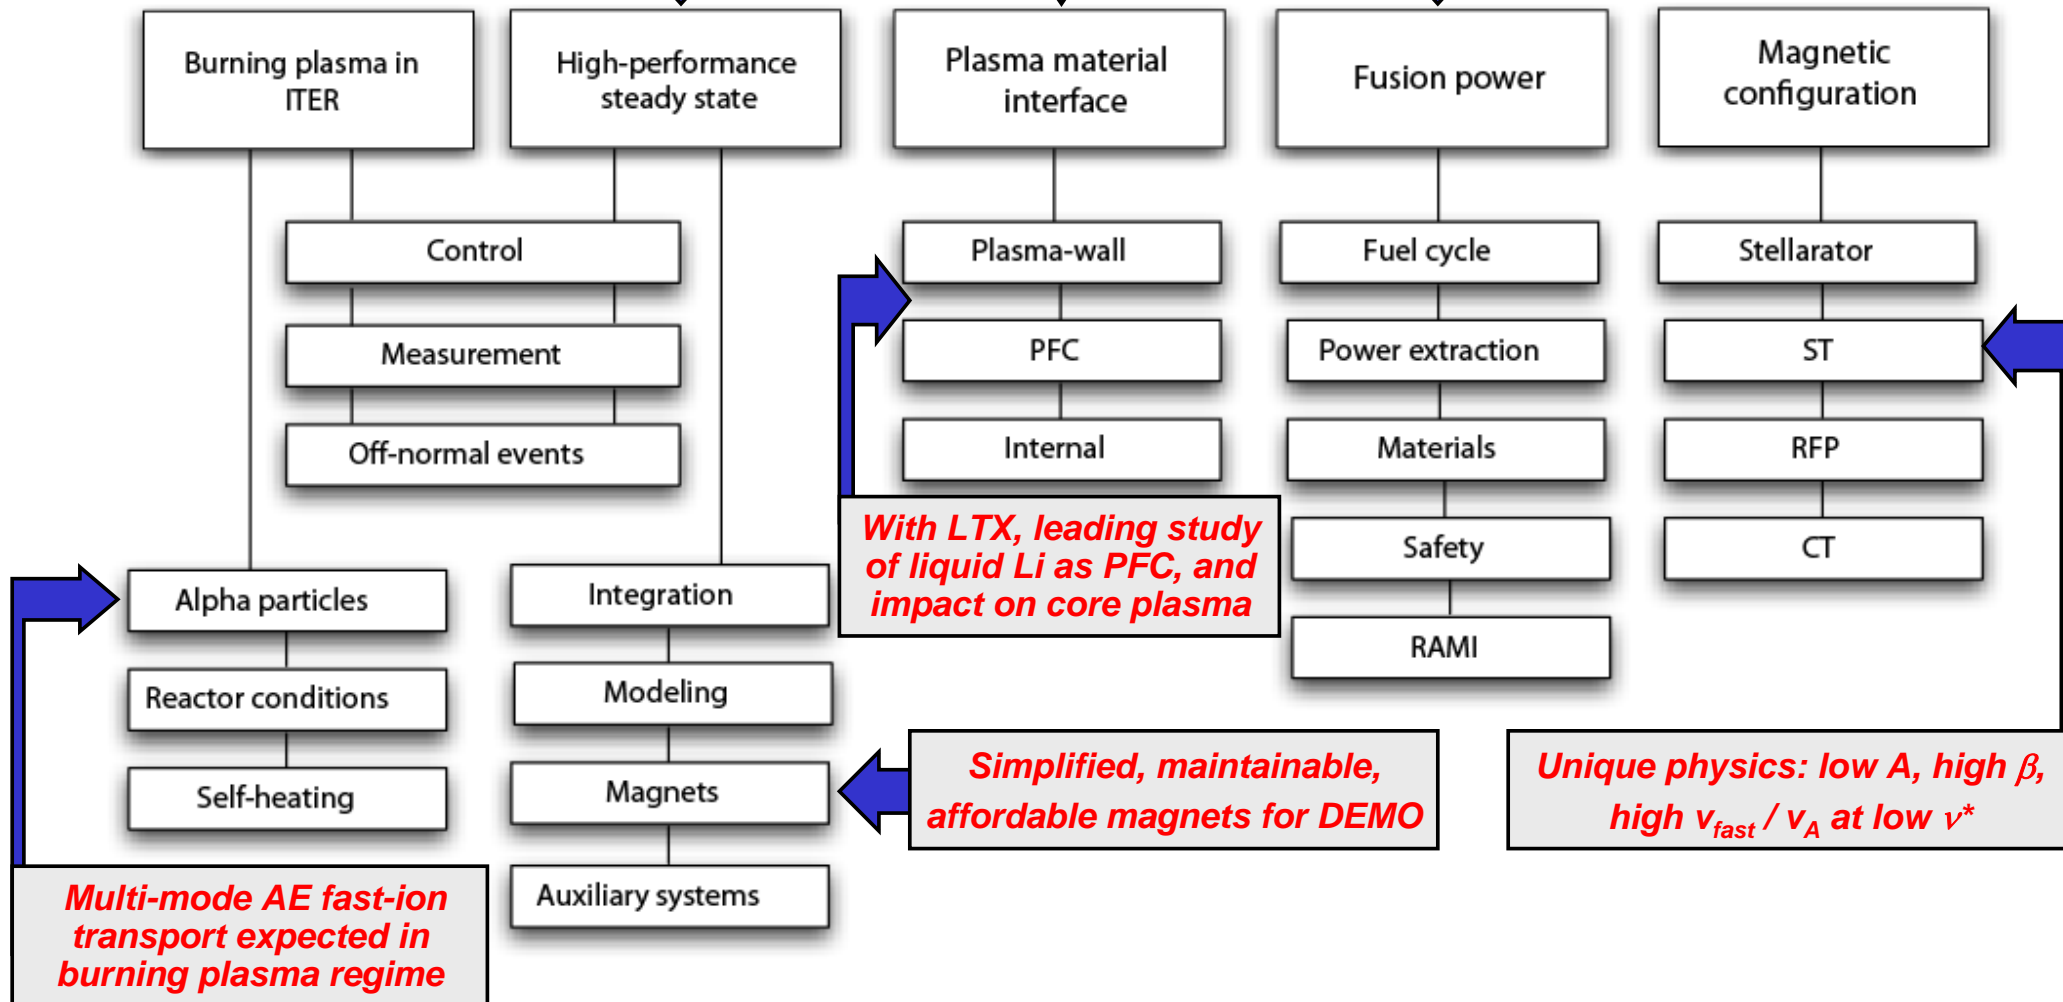 Burning plasma in
ITER
High-performance
steady state
Plasma material
interface
Fusion power
Magnetic
configuration
Control
Measurement
Off-normal events
Plasma-wall
PFC
Internal
Fuel cycle
Power extraction
Materials
Safety
RAMI
Stellarator
ST
RFP
CT
With LTX, leading study
of liquid Li as PFC, and
impact on core plasma
Alpha particles
Reactor conditions
Self-heating
Integration
Modeling
Magnets
Auxiliary systems
Simplified, maintainable,
affordable magnets for DEMO
Unique physics: low A, high β,
high v_fast / v_A at low ν*
Multi-mode AE fast-ion
transport expected in
burning plasma regime